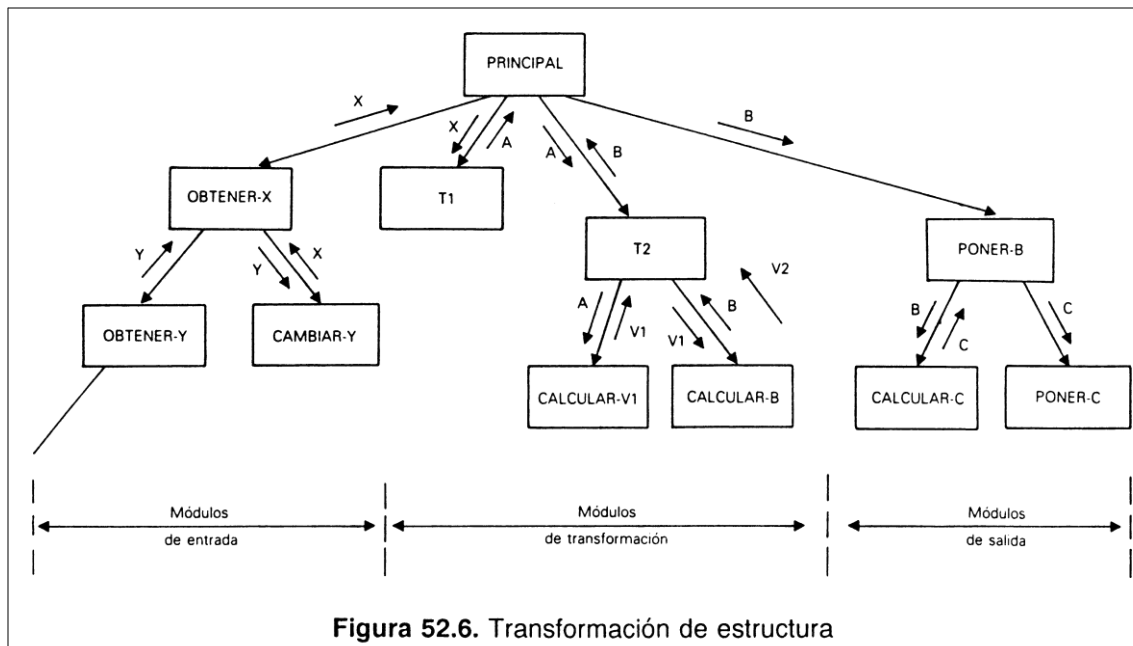 PRINCIPAL
X
X
A
A
B
B
OBTENER-X
T1
T2
PONER-B
Y
Y
X
A
V1
V1
B
V2
B
C
C
OBTENER-Y
CAMBIAR-Y
CALCULAR-V1
CALCULAR-B
CALCULAR-C
PONER-C
Módulos
de entrada
Módulos
de transformación
Módulos
de salida
Figura 52.6. Transformación de estructura